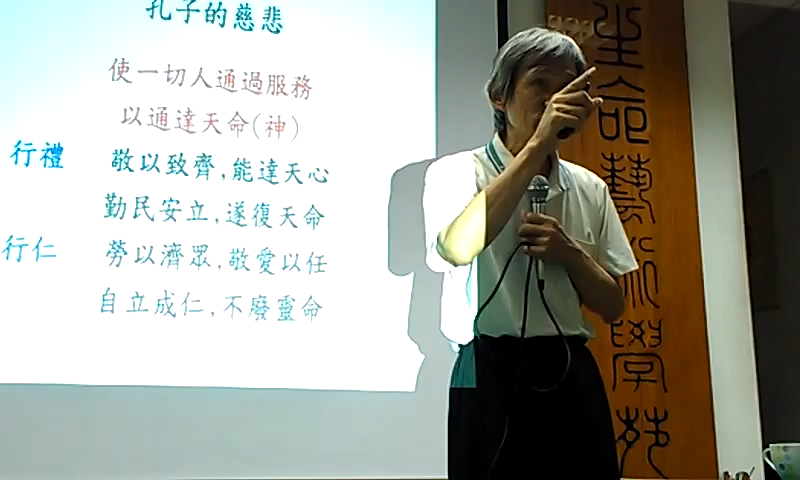 孔子的慈悲
使一切人通過服務
以通達天命(神)
行禮 敬以致齊,能達天心
勤民安立,遂復天命
行仁 勞以濟眾,敬愛以任
自立成仁,不廢靈命
生命藝術學苑